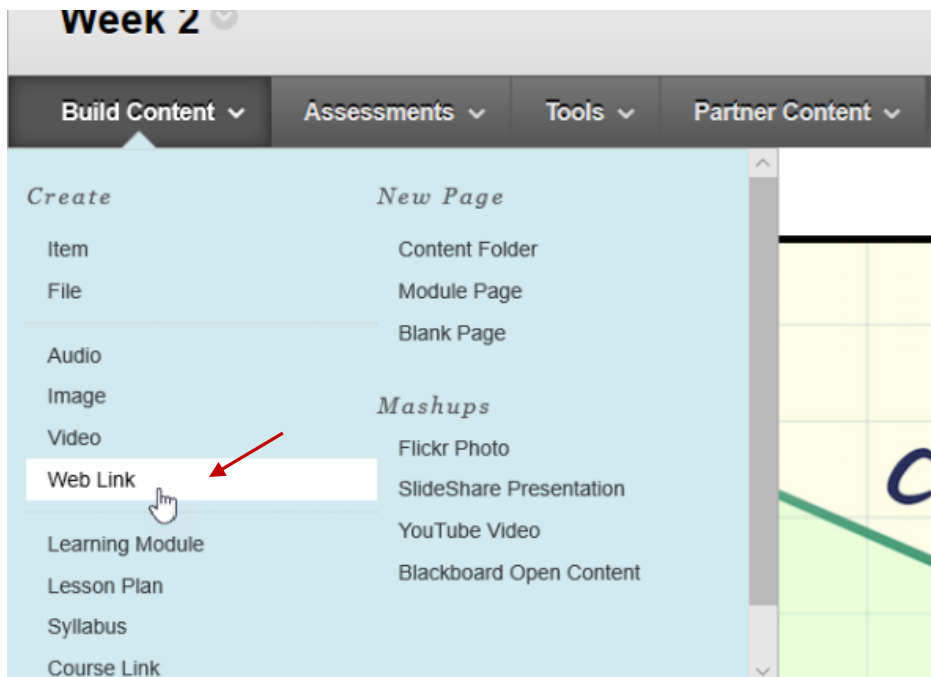 Week 2
Build Content
Assessments
Tools
Partner Content
Create
Item
File
Audio
Image
Video
Web Link
Learning Module
Lesson Plan
Syllabus
Course Link
New Page
Content Folder
Module Page
Blank Page
Mashups
Flickr Photo
SlideShare Presentation
YouTube Video
Blackboard Open Content